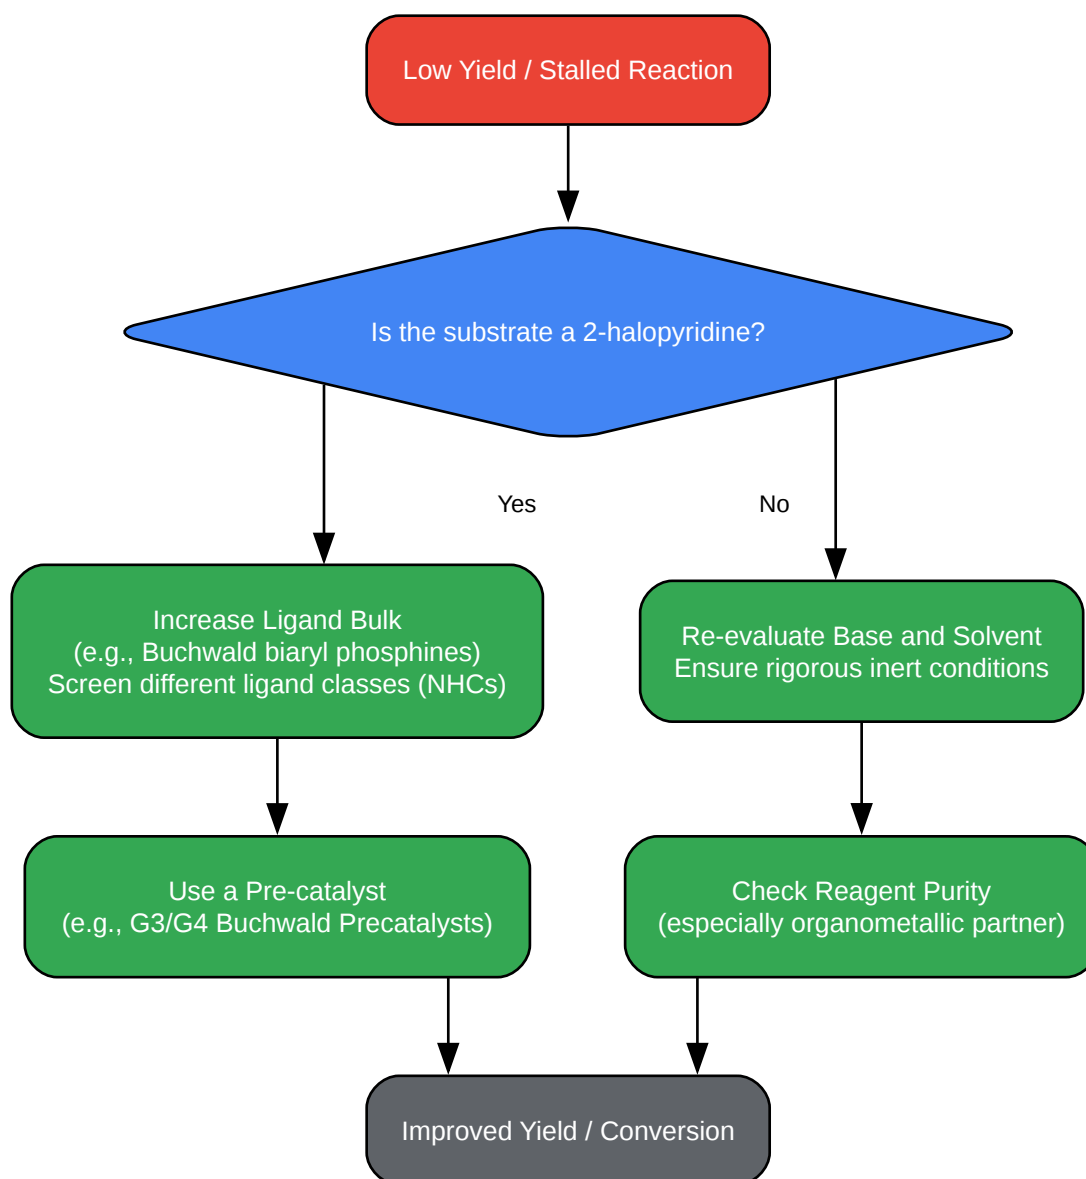 Low Yield / Stalled Reaction
Is the substrate a 2-halopyridine?
Yes
No
Increase Ligand Bulk
(e.g., Buchwald biaryl phosphines)
Screen different ligand classes (NHCs)
Re-evaluate Base and Solvent
Ensure rigorous inert conditions
Use a Pre-catalyst
(e.g., G3/G4 Buchwald Precatalysts)
Check Reagent Purity
(especially organometallic partner)
Improved Yield / Conversion